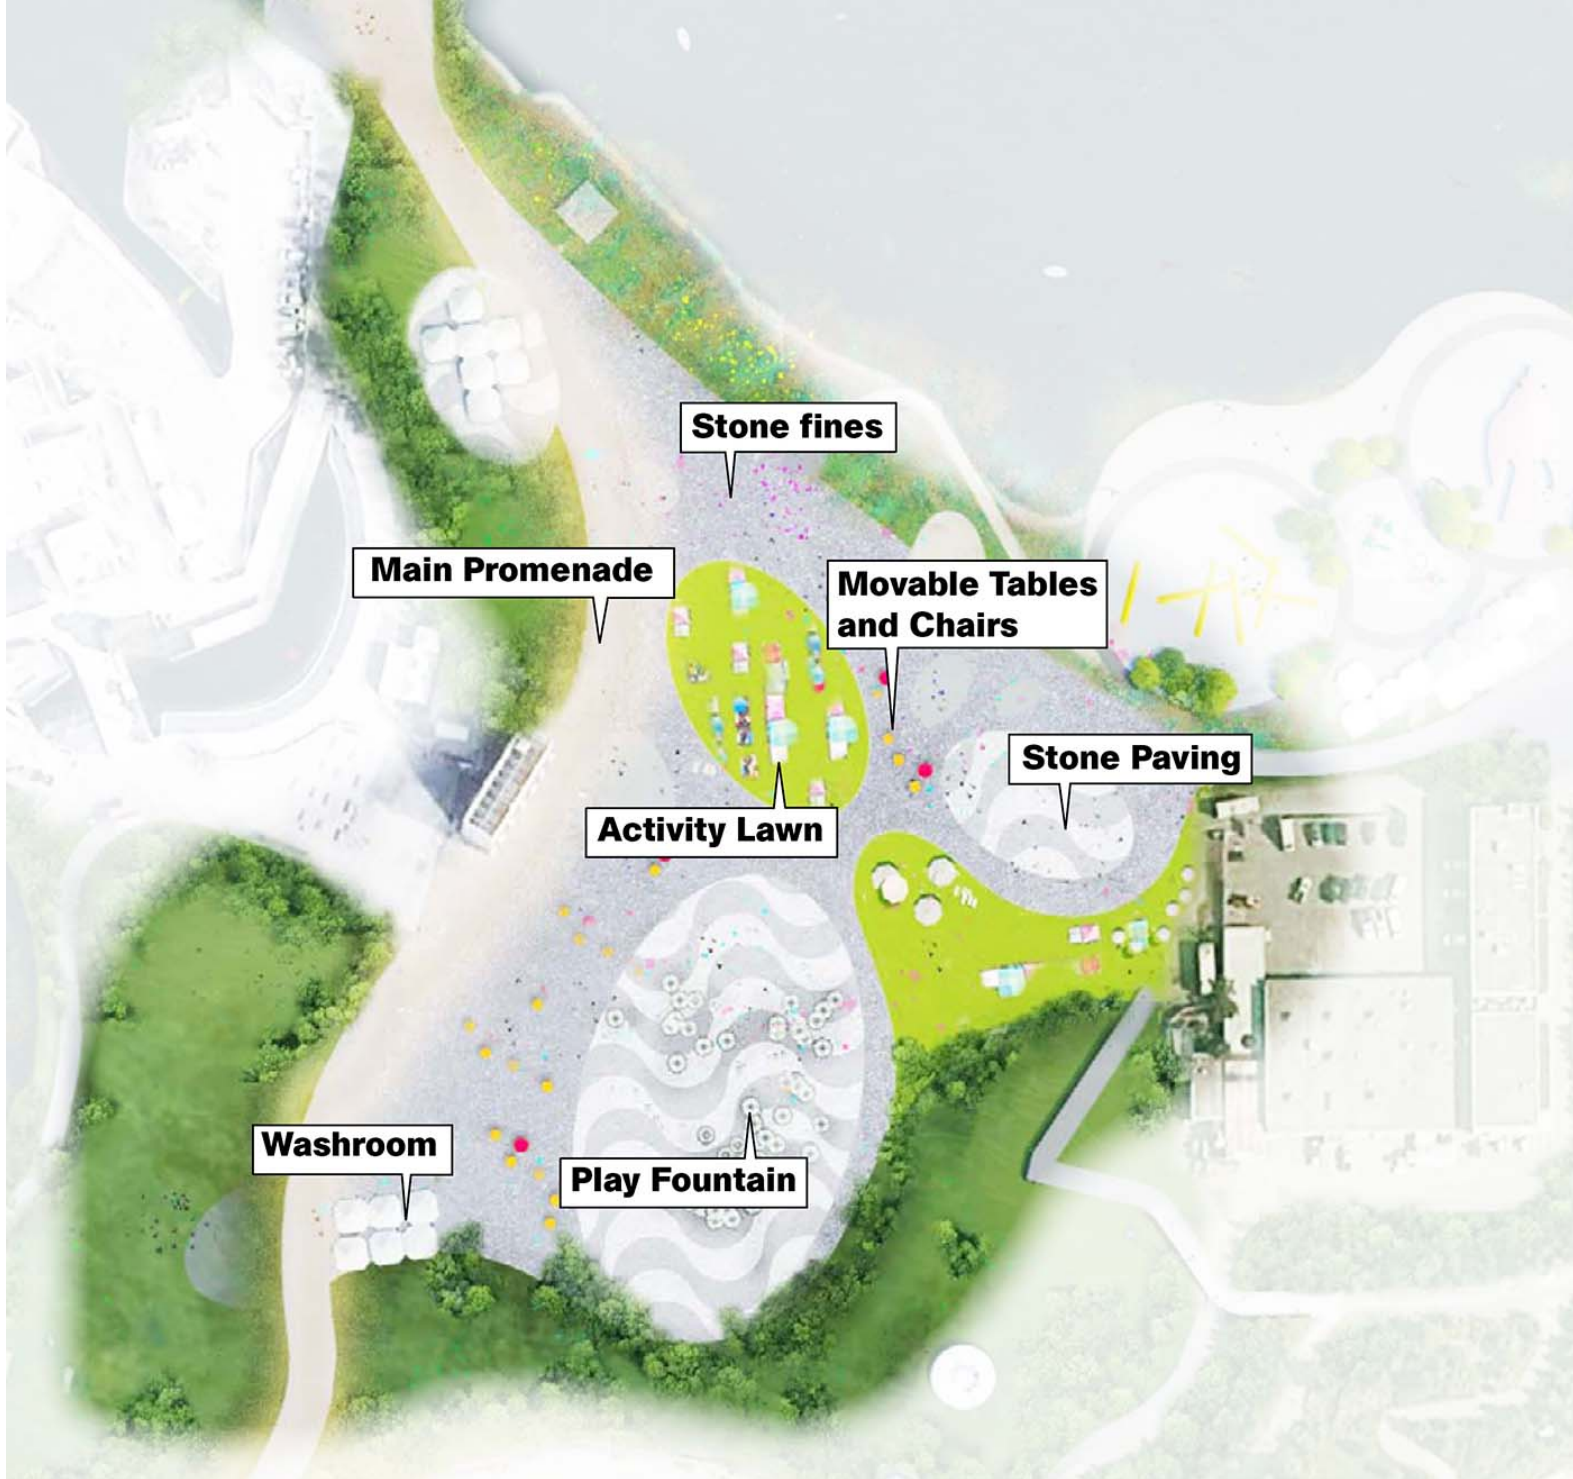 Stone fines
Main Promenade
Movable Tables
and Chairs
Stone Paving
Activity Lawn
Washroom
Play Fountain